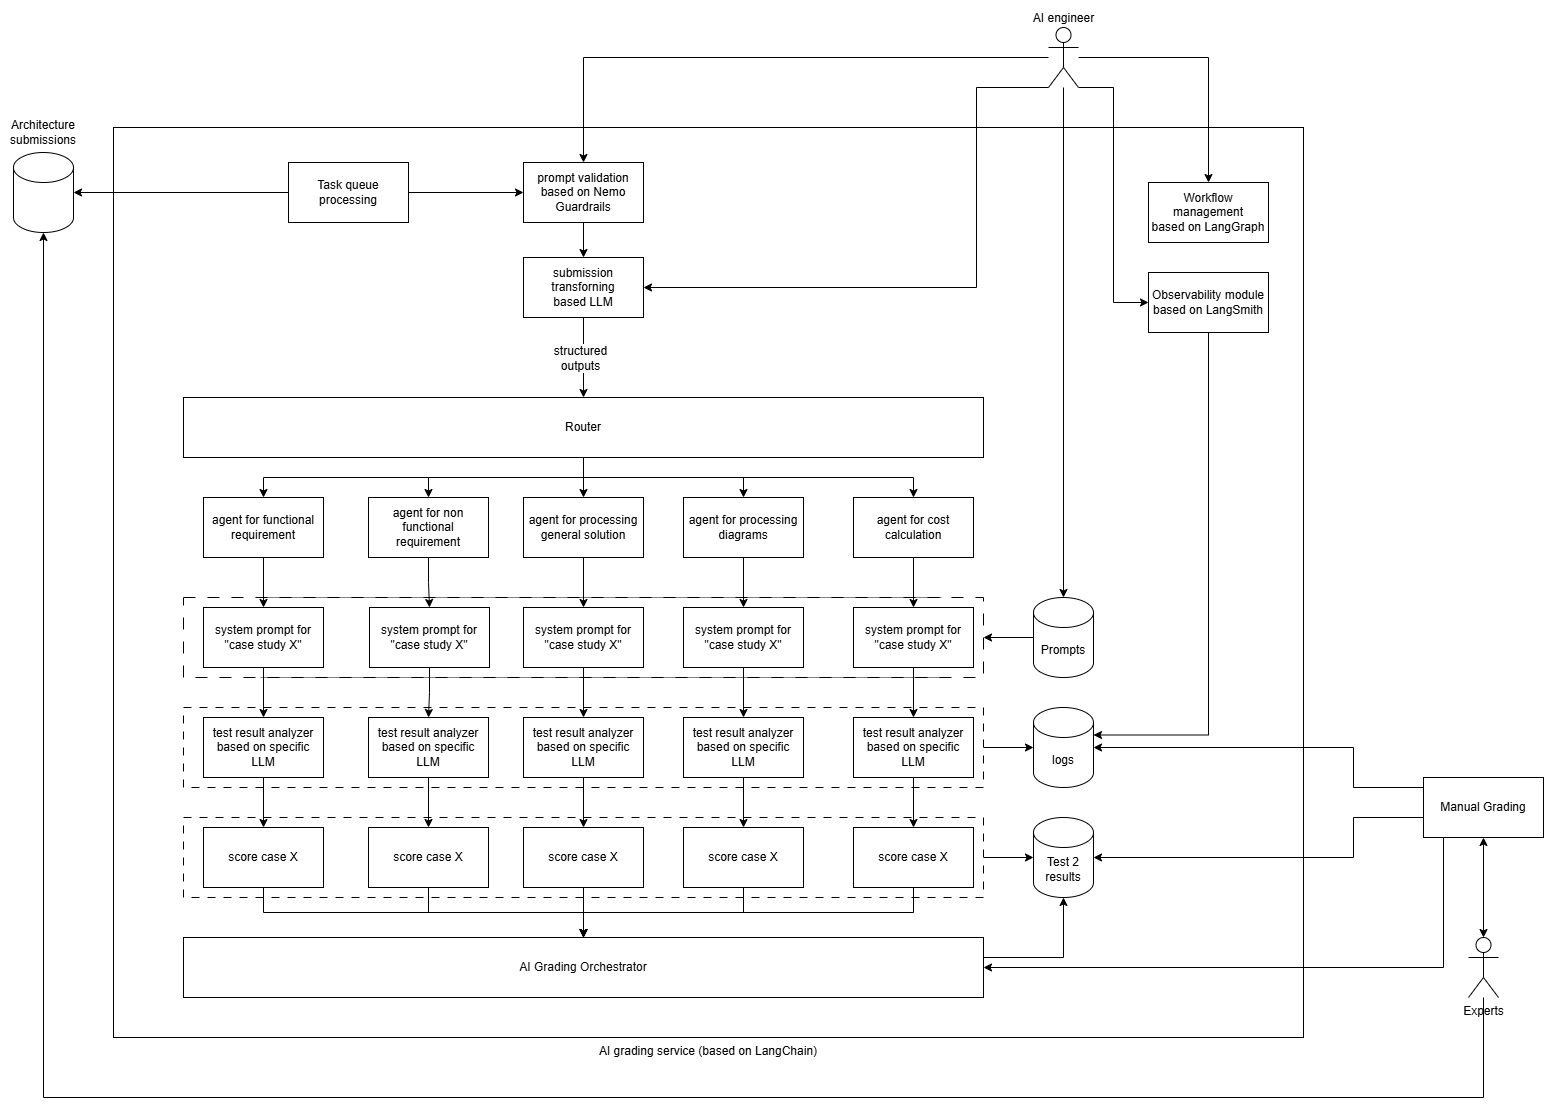 AI engineer
Architecture
submissions
Task queue
processing
prompt validation
based on Nemo
Guardrails
Workflow
management
based on LangGraph
submission
transforning
based LLM
Observability module
based on LangSmith
structured
outputs
Router
agent for functional
requirement
agent for non
functional
requirement
agent for processing
general solution
agent for processing
diagrams
agent for cost
calculation
system prompt for
"case study X"
system prompt for
"case study X"
system prompt for
"case study X"
system prompt for
"case study X"
system prompt for
"case study X"
Prompts
test result analyzer
based on specific
LLM
test result analyzer
based on specific
LLM
test result analyzer
based on specific
LLM
test result analyzer
based on specific
LLM
test result analyzer
based on specific
LLM
logs
Manual Grading
score case X
score case X
score case X
score case X
score case X
Test 2
results
AI Grading Orchestrator
Experts
AI grading service (based on LangChain)